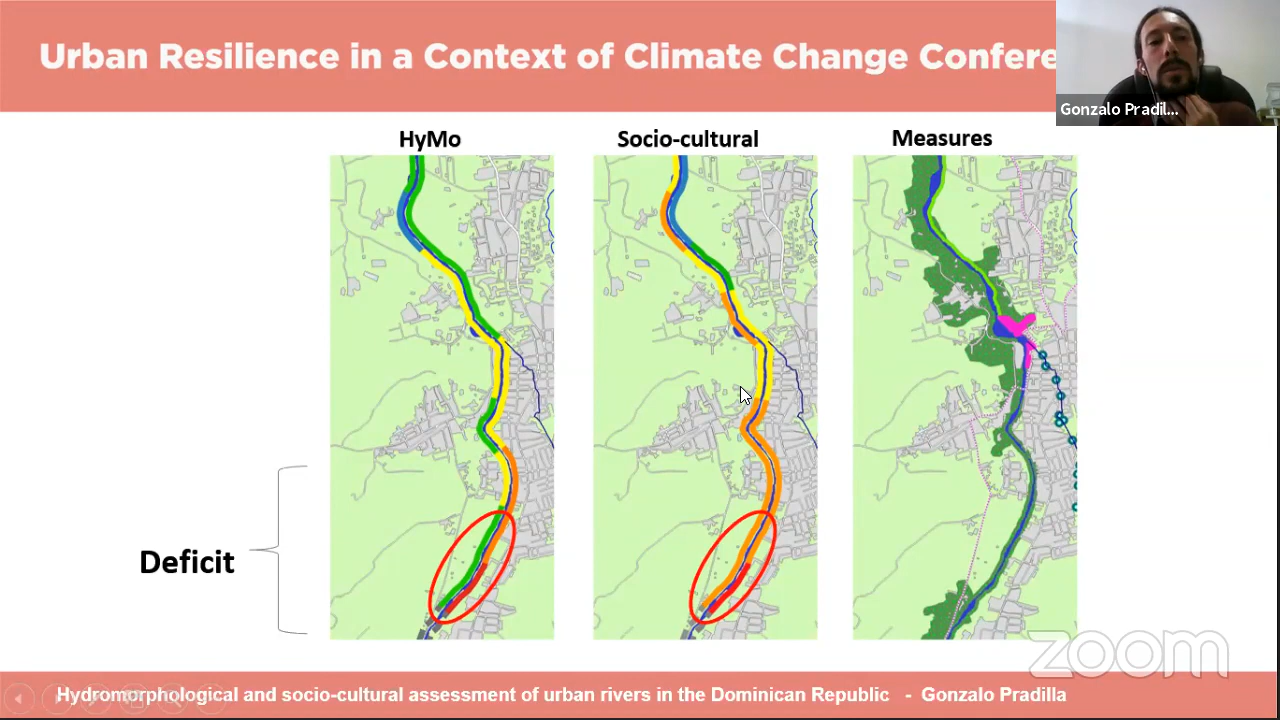 Urban Resilience in a Context of Climate Change Confere
Gonzalo Pradil...
HyMo
Socio-cultural
Measures
Deficit
zoom
Hydromorphological and socio-cultural assessment of urban rivers in the Dominican Republic - Gonzalo Pradilla